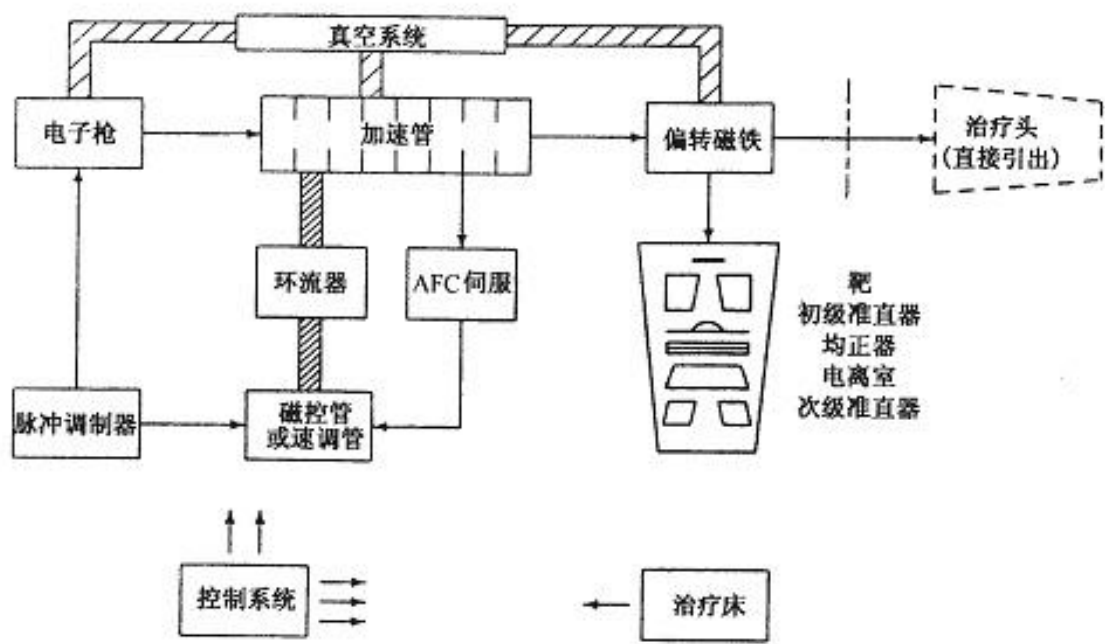 真空系统
电子枪
加速管
偏转磁铁
治疗头
(直接引出)
环流器
AFC伺服
靶
初级准直器
均正器
电离室
次级准直器
脉冲调制器
磁控管
或速调管
控制系统
治疗床